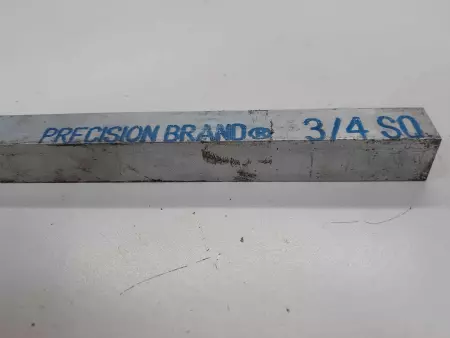 PRECISION BRAND® 3/4 SQ